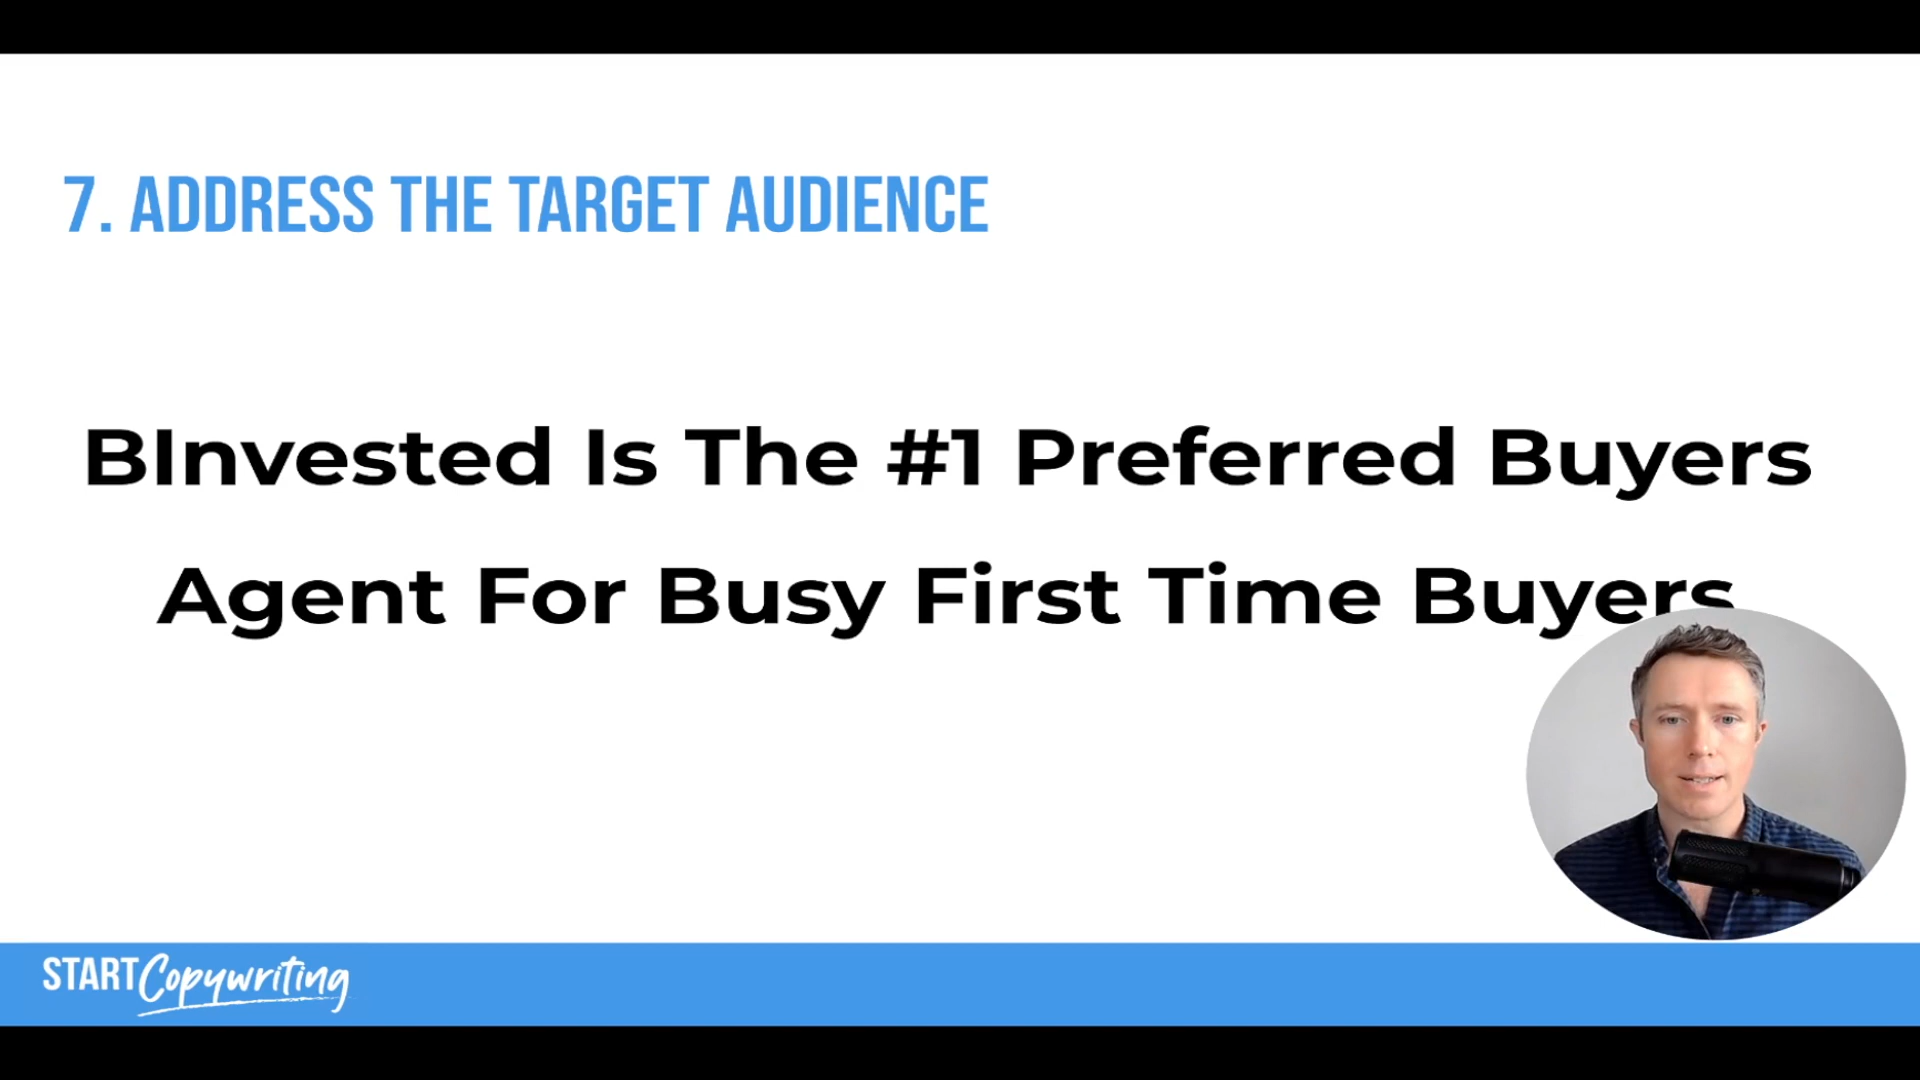 7. ADDRESS THE TARGET AUDIENCE
BInvested Is The #1 Preferred Buyers
Agent For Busy First Time Buyers
START Copywriting